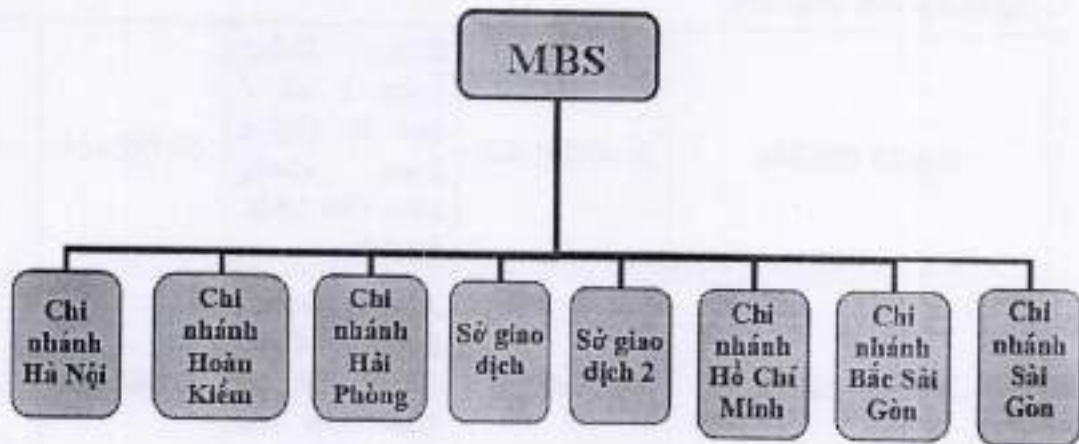 MBS
Chi
nhánh
Hà Nội
Chi
nhánh
Hoàn
Kiếm
Chi
nhánh
Hải
Phòng
Sở giao
dịch
Sở giao
dịch 2
Chi
nhánh
Hồ Chí
Minh
Chi
nhánh
Bắc Sài
Gòn
Chi
nhánh
Sài
Gòn